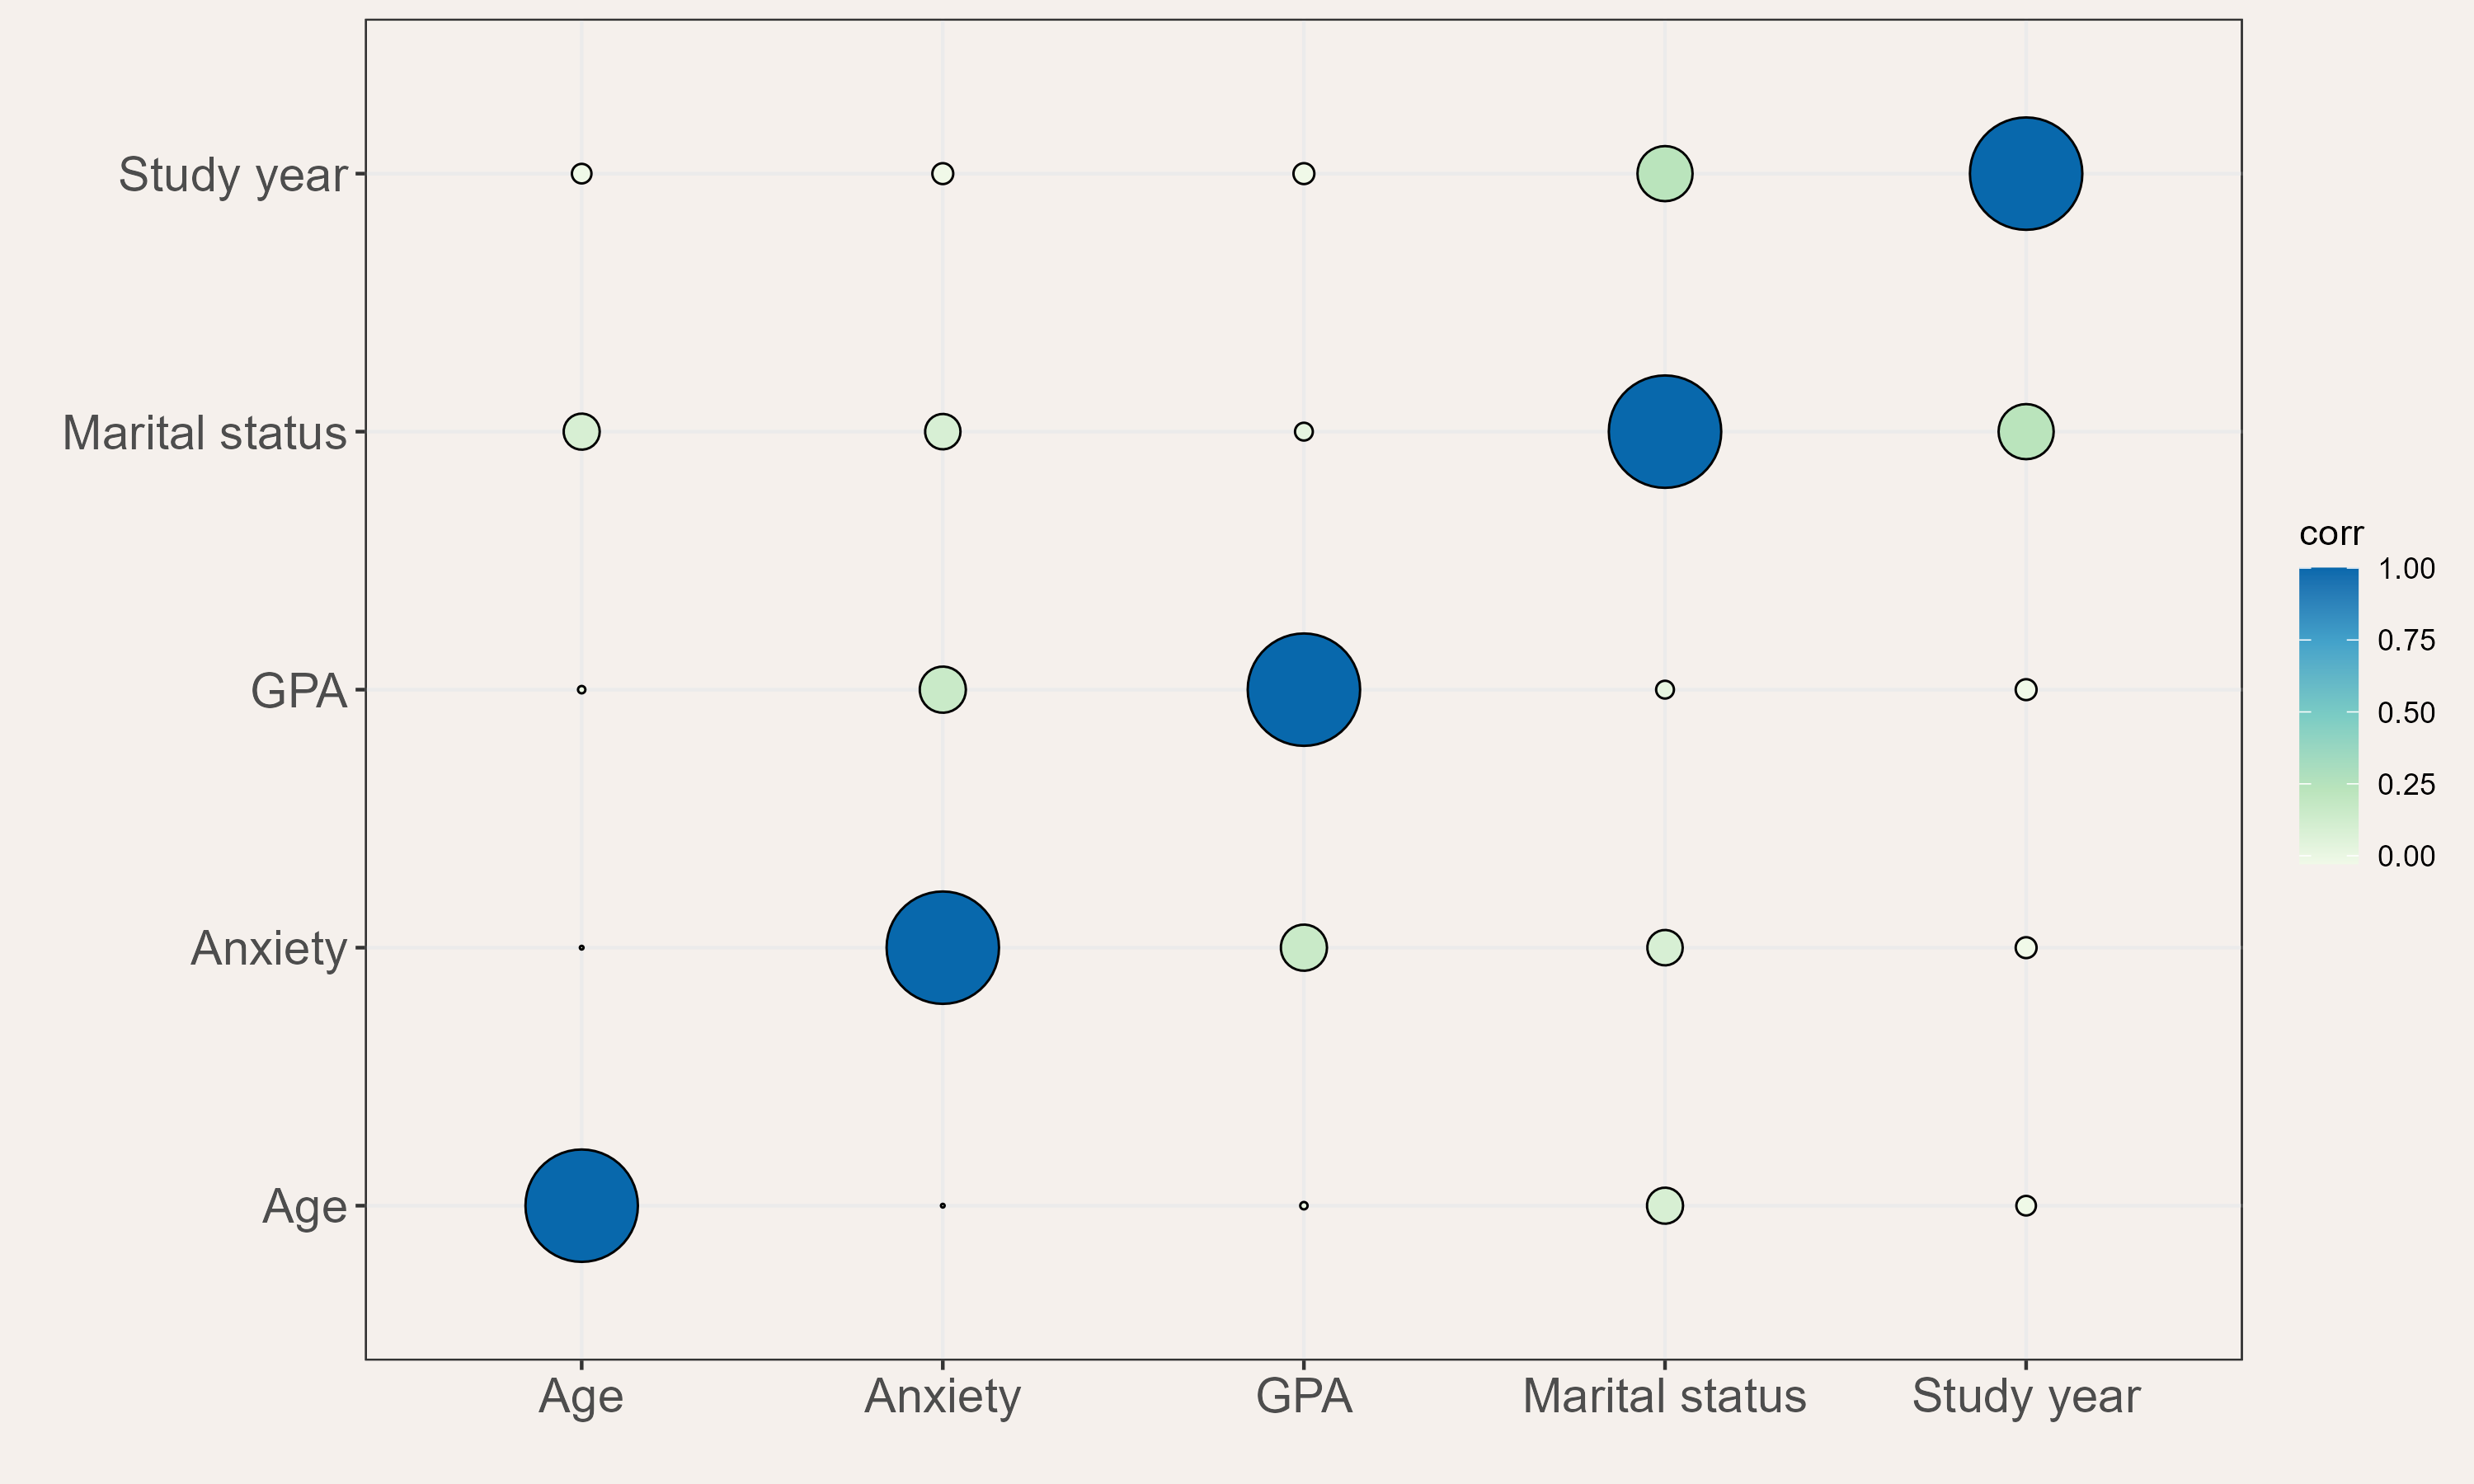 Study year
Marital status
GPA
Anxiety
Age
Age
Anxiety
GPA
Marital status
Study year
corr
1.00
0.75
0.50
0.25
0.00